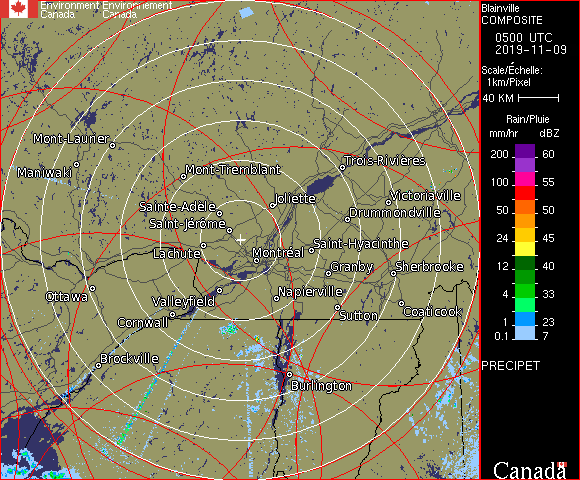 Environment Environnement
Canada Canada
Blainville
COMPOSITE
0500 UTC
2019-11-09
Scale/Échelle:
1km/Pixel
40 KM
Rain/Pluie
mm/hr dBZ
200 60
150 57
100 55
50 50
24 45
12 40
4 33
1 23
0.1 7
PRECIPET
Mont-Laurier
Maniwaki
Mont-Tremblant
Trois-Rivières
Joliette
Victoriaville
Sainte-Adèle
Drummondville
Saint-Jérôme
Lachute
Montréal
Saint-Hyacinthe
Granby
Sherbrooke
Ottawa
Valleyfield
Napierville
Cornwall
Sutton
Coaticook
Brockville
Burlington
Canada